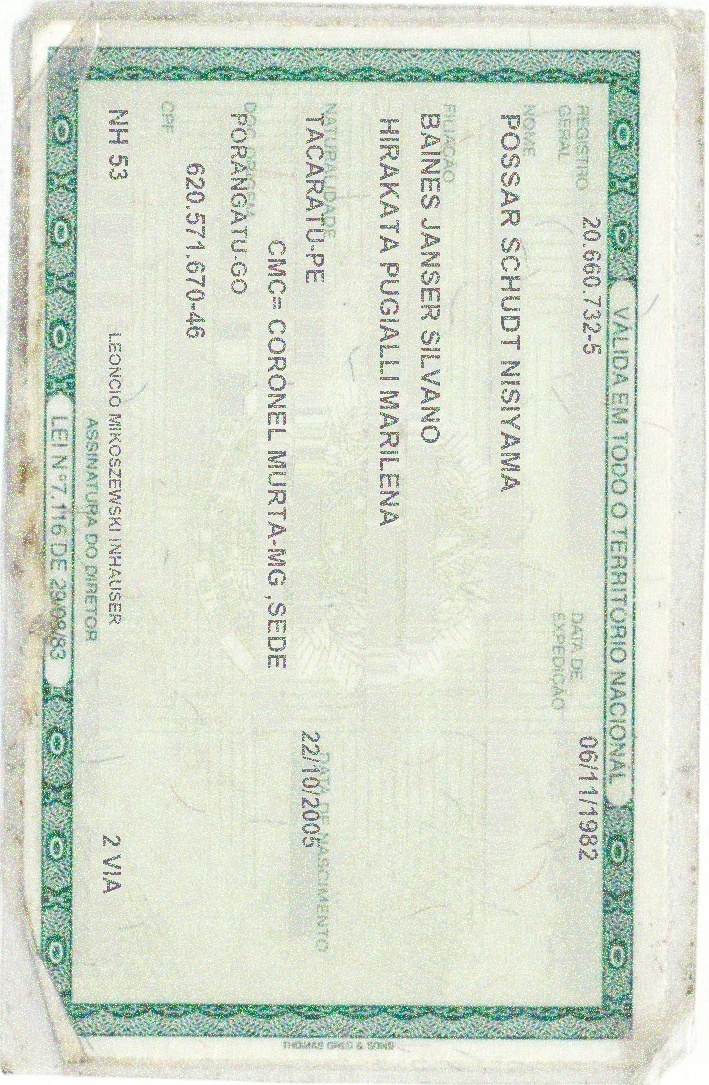 VÁLIDA EM TODO O TERRITÓRIO NACIONAL
REGISTRO GERAL 20.660.732-5 DATA DE EXPEDIÇÃO 06/11/1982
NOME
POSSAR SCHUDT NISIYAMA
FILIAÇÃO
BAINES JANSER SILVANO
HIRAKATA PUGIALLI MARILENA
NATURALIDADE DATA DE NASCIMENTO
TACARATU-PE 22/10/2005
CMC= CORONEL MURTA-MG ,SEDE
DOC ORIGEM
PORANGATU-GO
620.571.670-46
CPF
NH 53 LEONCIO MIKOSZEWSKI INHAUSER 2 VIA
ASSINATURA DO DIRETOR
LEI Nº 7.116 DE 29/08/83
THOMAS GREG & SONS